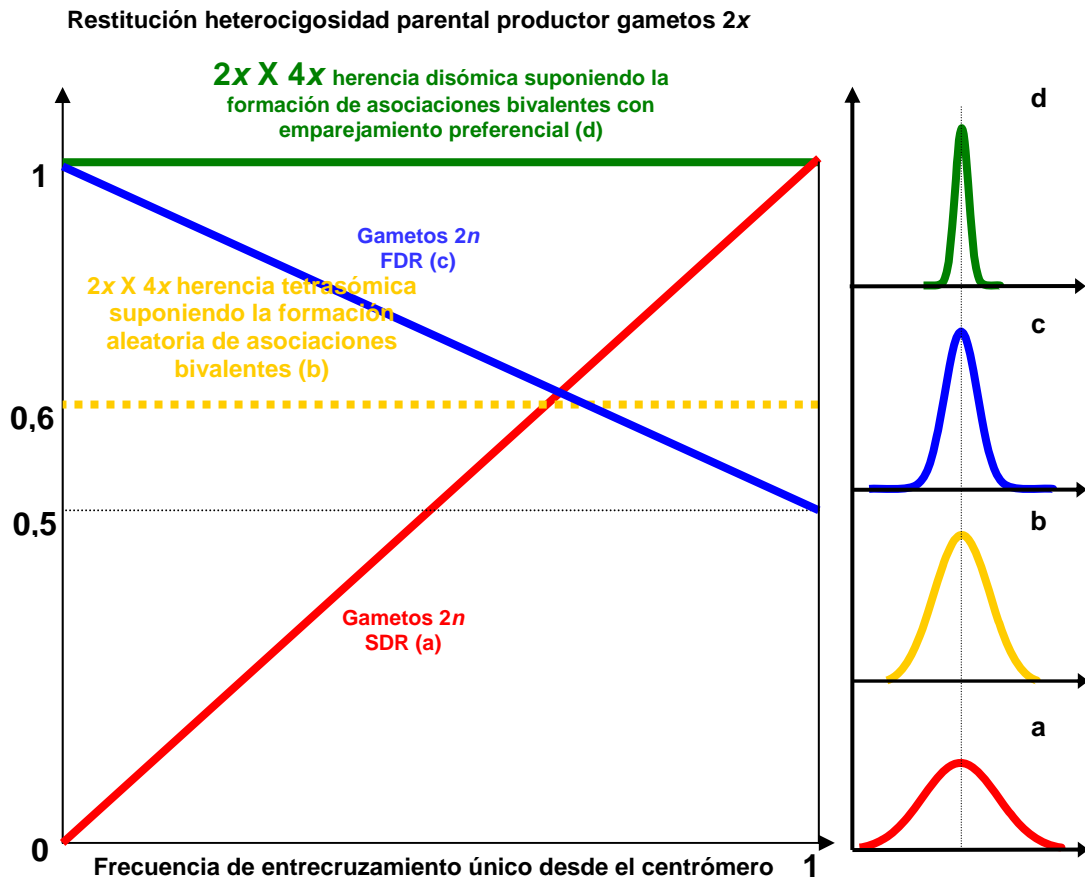 Restitución heterocigosidad parental productor gametos 2x
2x X 4x herencia disómica suponiendo la
formación de asociaciones bivalentes con
emparejamiento preferencial (d)
1
Gametos 2n
FDR (c)
2x X 4x herencia tetrasómica
suponiendo la formación
aleatoria de asociaciones
bivalentes (b)
0,6
0,5
Gametos 2n
SDR (a)
0
Frecuencia de entrecruzamiento único desde el centrómero
1
d
c
b
a